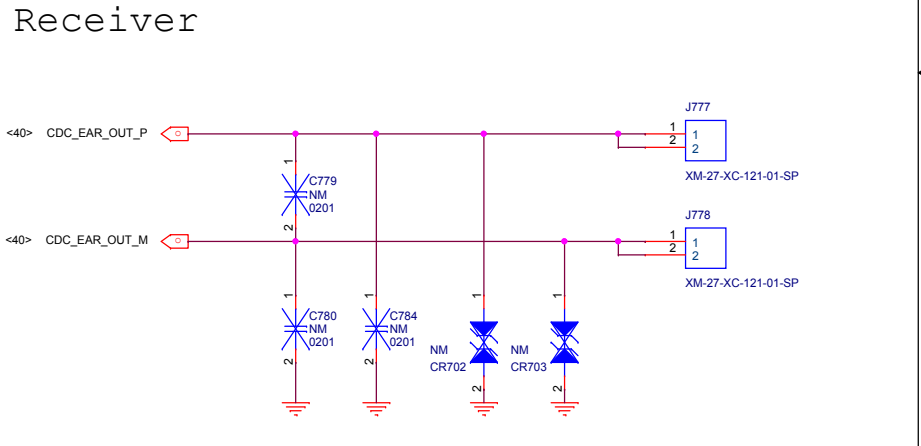 Receiver
J777
<40> CDC_EAR_OUT_P
1
2
1
2
XM-27-XC-121-01-SP
1
C779
NM
0201
2
J778
<40> CDC_EAR_OUT_M
1
2
1
2
XM-27-XC-121-01-SP
1
1
1
1
C780
NM
0201
C784
NM
0201
NM
CR702
NM
CR703
2
2
2
2